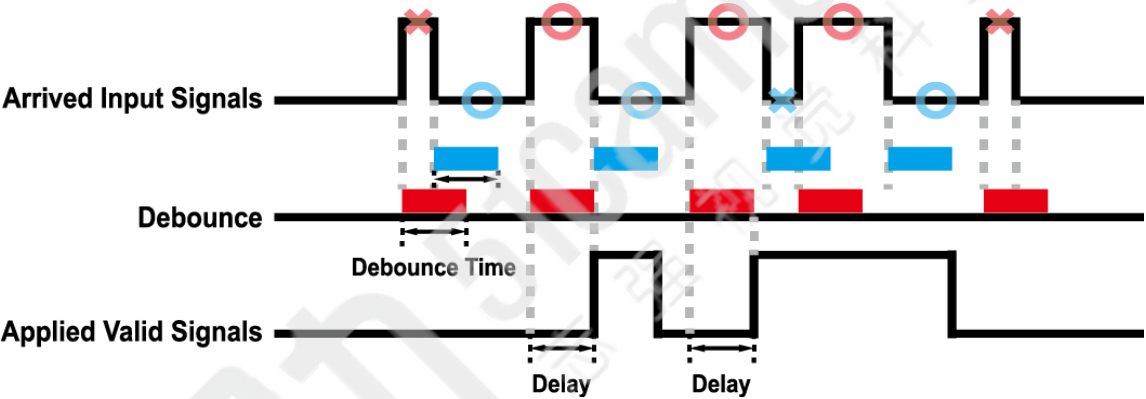 Arrived Input Signals
Debounce
Debounce Time
Applied Valid Signals
Delay
Delay